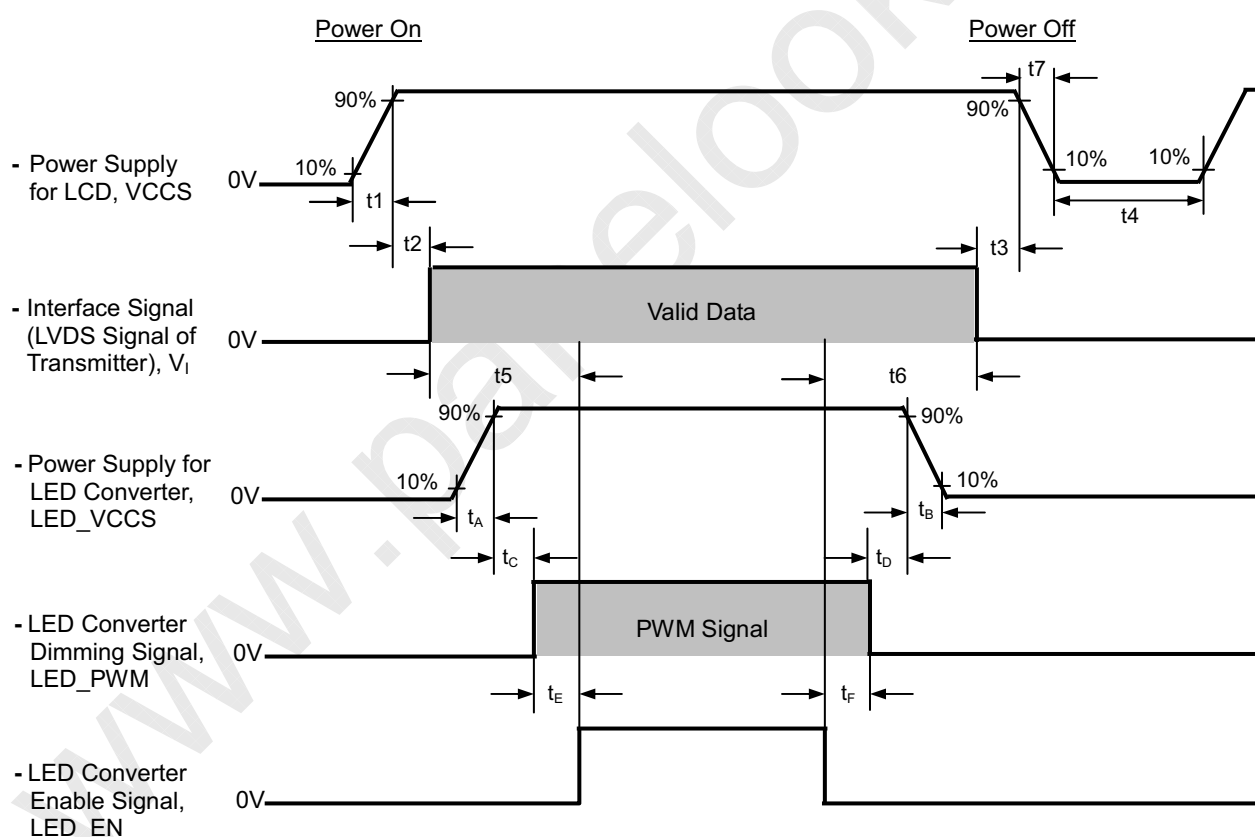 Power On
Power Off
t7
90%
90%
- Power Supply
for LCD, VCCS
10%
10%
10%
0V
t1
t4
t2
t3
- Interface Signal
(LVDS Signal of
Transmitter), VI
Valid Data
0V
t5
t6
90%
90%
- Power Supply for
LED Converter,
LED_VCCS
10%
10%
0V
tA
tB
tC
tD
- LED Converter
Dimming Signal,
LED_PWM
PWM Signal
0V
tE
tF
- LED Converter
Enable Signal,
LED_EN
0V
www.panelook